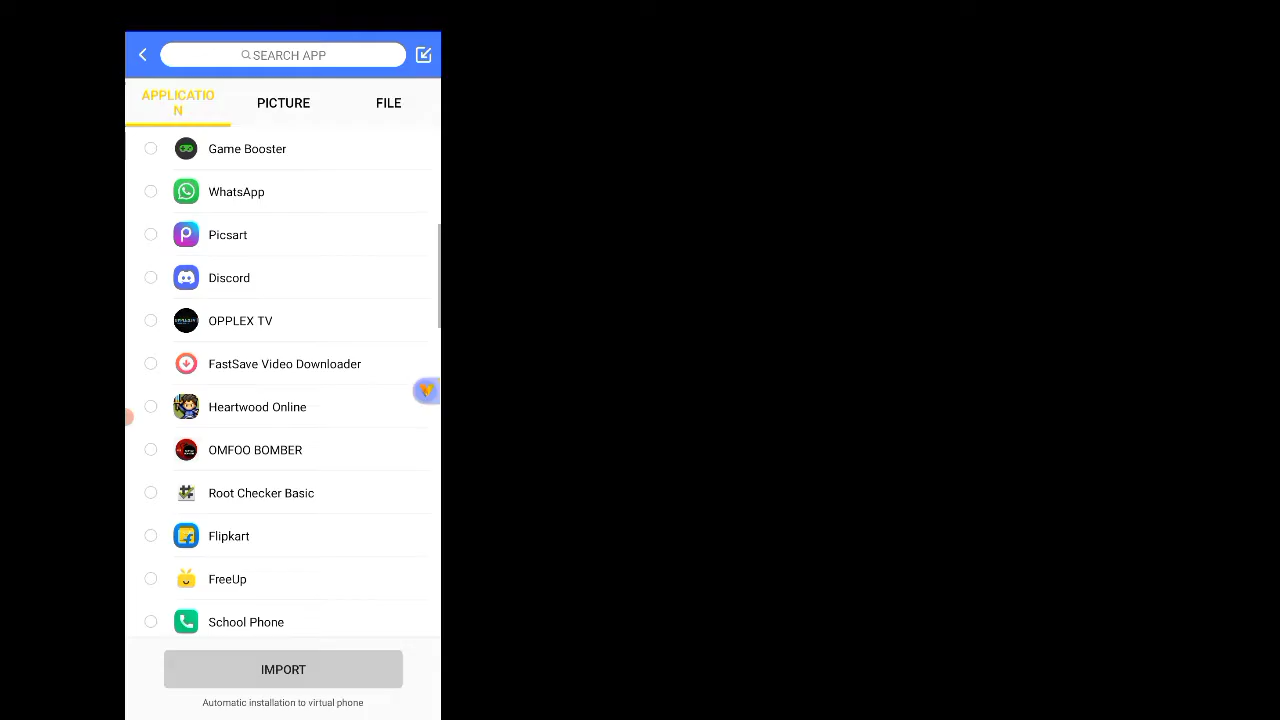 SEARCH APP
APPLICATIO
N
PICTURE
FILE
Game Booster
WhatsApp
Picsart
Discord
OPPLEX TV
FastSave Video Downloader
Heartwood Online
OMFOO BOMBER
Root Checker Basic
Flipkart
FreeUp
School Phone
IMPORT
Automatic installation to virtual phone